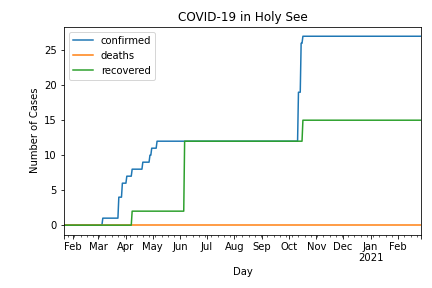 COVID-19 in Holy See
confirmed
deaths
recovered
Number of Cases
25
20
15
10
5
0
Feb Mar Apr May Jun Jul Aug Sep Oct Nov Dec Jan Feb
2021
Day